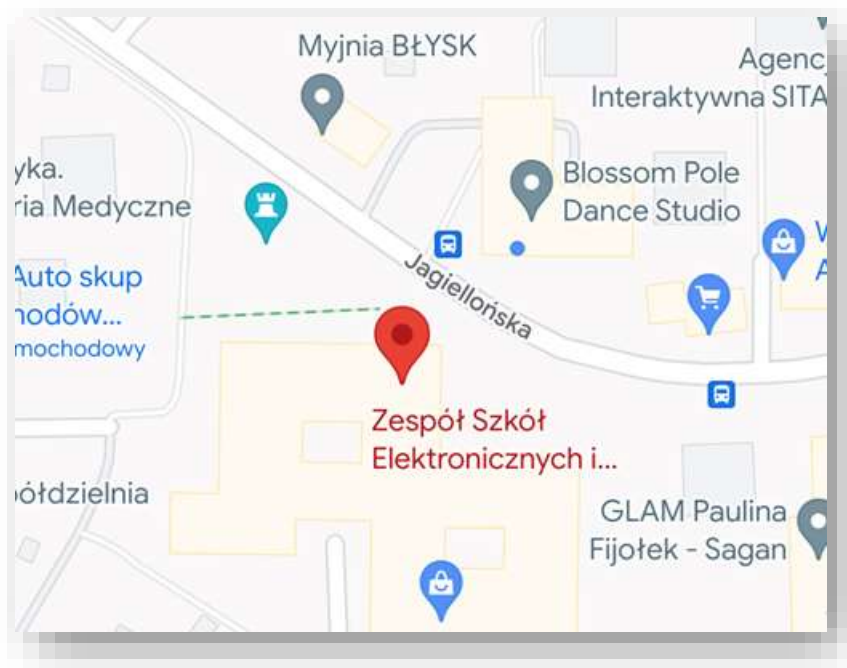 Myjnia BŁYSK
Agenc
Interaktywna SITA
yka.
ria Medyczne
Blossom Pole
Dance Studio
Auto skup
hodów...
mochodowy
Jagiellońska
W
A
Zespół Szkół
Elektronicznych i...
ółdzielnia
GLAM Paulina
Fijołek - Sagan